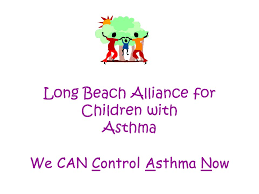 Long Beach Alliance for
Children with
Asthma
We CAN Control Asthma Now